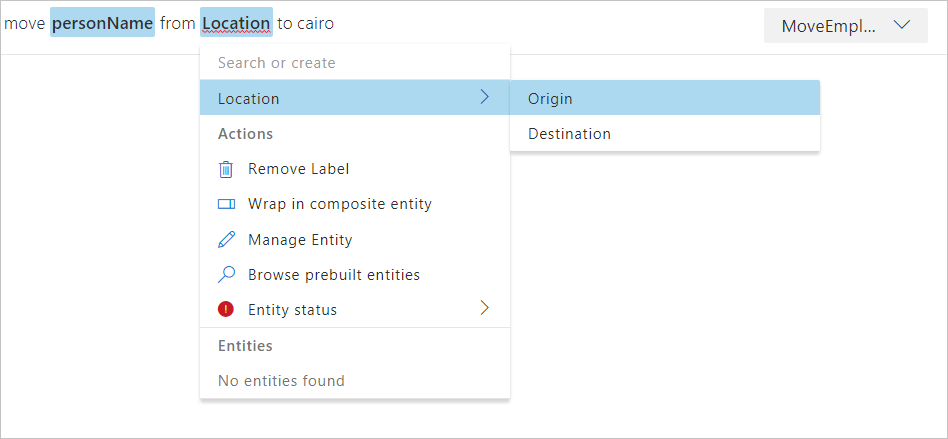 move personName from Location to cairo MoveEmpl...
Search or create
Location Origin
Actions Destination
Remove Label
Wrap in composite entity
Manage Entity
Browse prebuilt entities
Entity status
Entities
No entities found